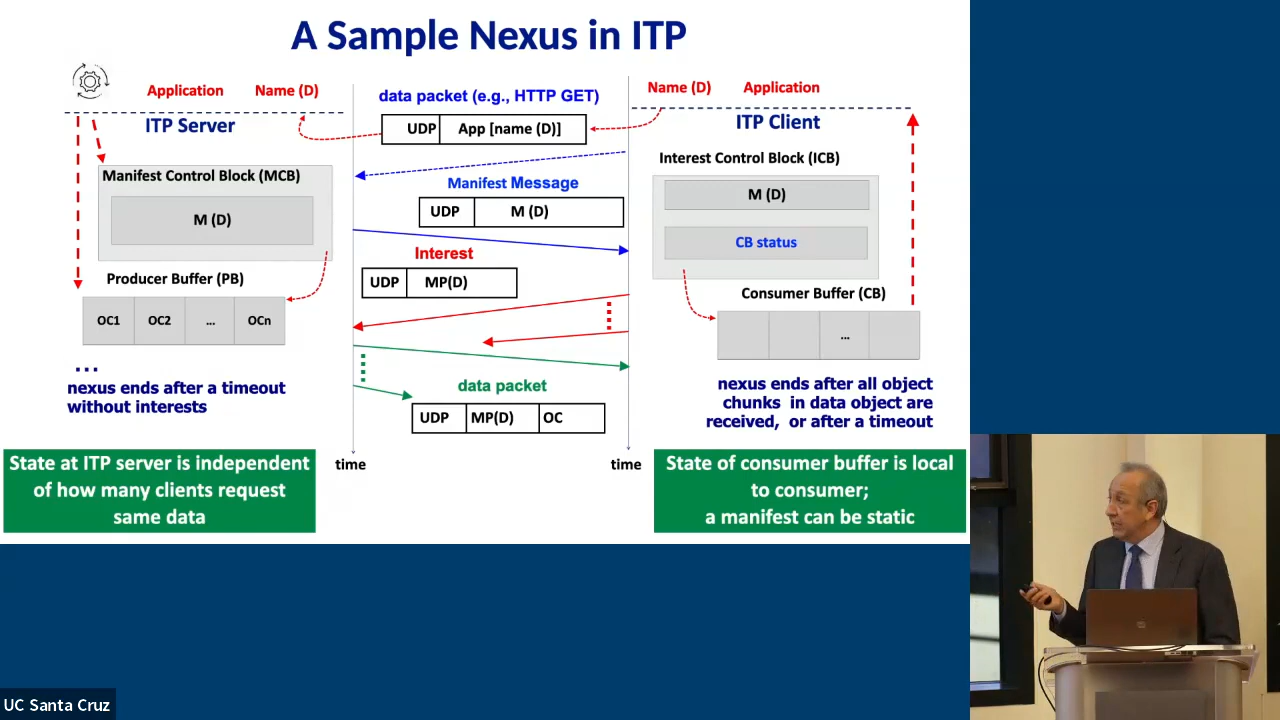 A Sample Nexus in ITP
Application
Name (D)
ITP Server
Manifest Control Block (MCB)
M (D)
Producer Buffer (PB)
OC1
OC2
...
OCn
...
nexus ends after a timeout
without interests
State at ITP server is independent
of how many clients request
same data
data packet (e.g., HTTP GET)
UDP
App [name (D)]
Manifest Message
UDP
M (D)
Interest
UDP
MP(D)
data packet
UDP
MP(D)
OC
time
time
Name (D)
Application
ITP Client
Interest Control Block (ICB)
M (D)
CB status
Consumer Buffer (CB)
...
nexus ends after all object
chunks in data object are
received, or after a timeout
State of consumer buffer is local
to consumer;
a manifest can be static
UC Santa Cruz